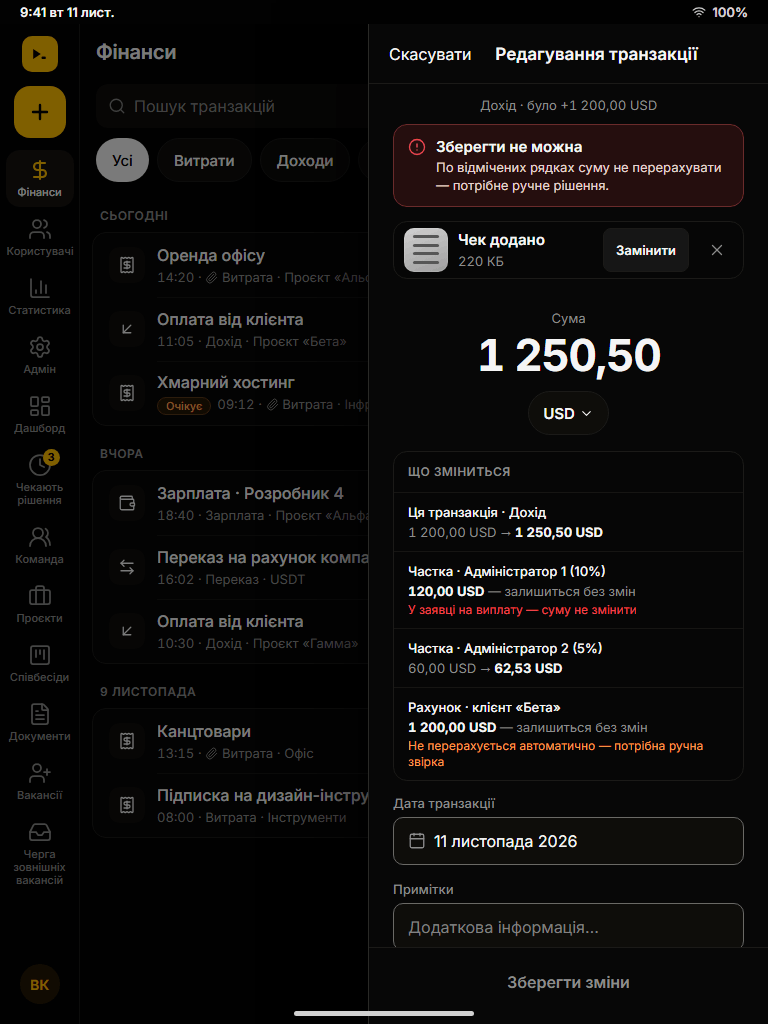 9:41 вт 11 лист.
100%
Фінанси
Користувачі
Статистика
Адмін
Дашборд
3
Чекають
рішення
Команда
Проєкти
Співбесіди
Документи
Вакансії
Черга
зовнішніх
вакансій
ВК
Фінанси
Пошук транзакцій
Усі
Витрати
Доходи
СЬОГОДНІ
Оренда офісу
14:20 · Витрата · Проєкт «Альф
Оплата від клієнта
11:05 · Дохід · Проєкт «Бета»
Хмарний хостинг
Очікує 09:12 · Витрата · Інфр
ВЧОРА
Зарплата · Розробник 4
18:40 · Зарплата · Проєкт «Альфа
Переказ на рахунок компа
16:02 · Переказ · USDT
Оплата від клієнта
10:30 · Дохід · Проєкт «Гамма»
9 ЛИСТОПАДА
Канцтовари
13:15 · Витрата · Офіс
Підписка на дизайн-інстру
08:00 · Витрата · Інструменти
Скасувати
Редагування транзакції
Дохід · було +1 200,00 USD
Зберегти не можна
По відмічених рядках суму не перерахувати
— потрібне ручне рішення.
Чек додано
220 КБ
Замінити
Сума
1 250,50
USD
ЩО ЗМІНИТЬСЯ
Ця транзакція · Дохід
1 200,00 USD → 1 250,50 USD
Частка · Адміністратор 1 (10%)
120,00 USD — залишиться без змін
У заявці на виплату — суму не змінити
Частка · Адміністратор 2 (5%)
60,00 USD → 62,53 USD
Рахунок · клієнт «Бета»
1 200,00 USD — залишиться без змін
Не перерахується автоматично — потрібна ручна
звірка
Дата транзакції
11 листопада 2026
Примітки
Додаткова інформація...
Зберегти зміни